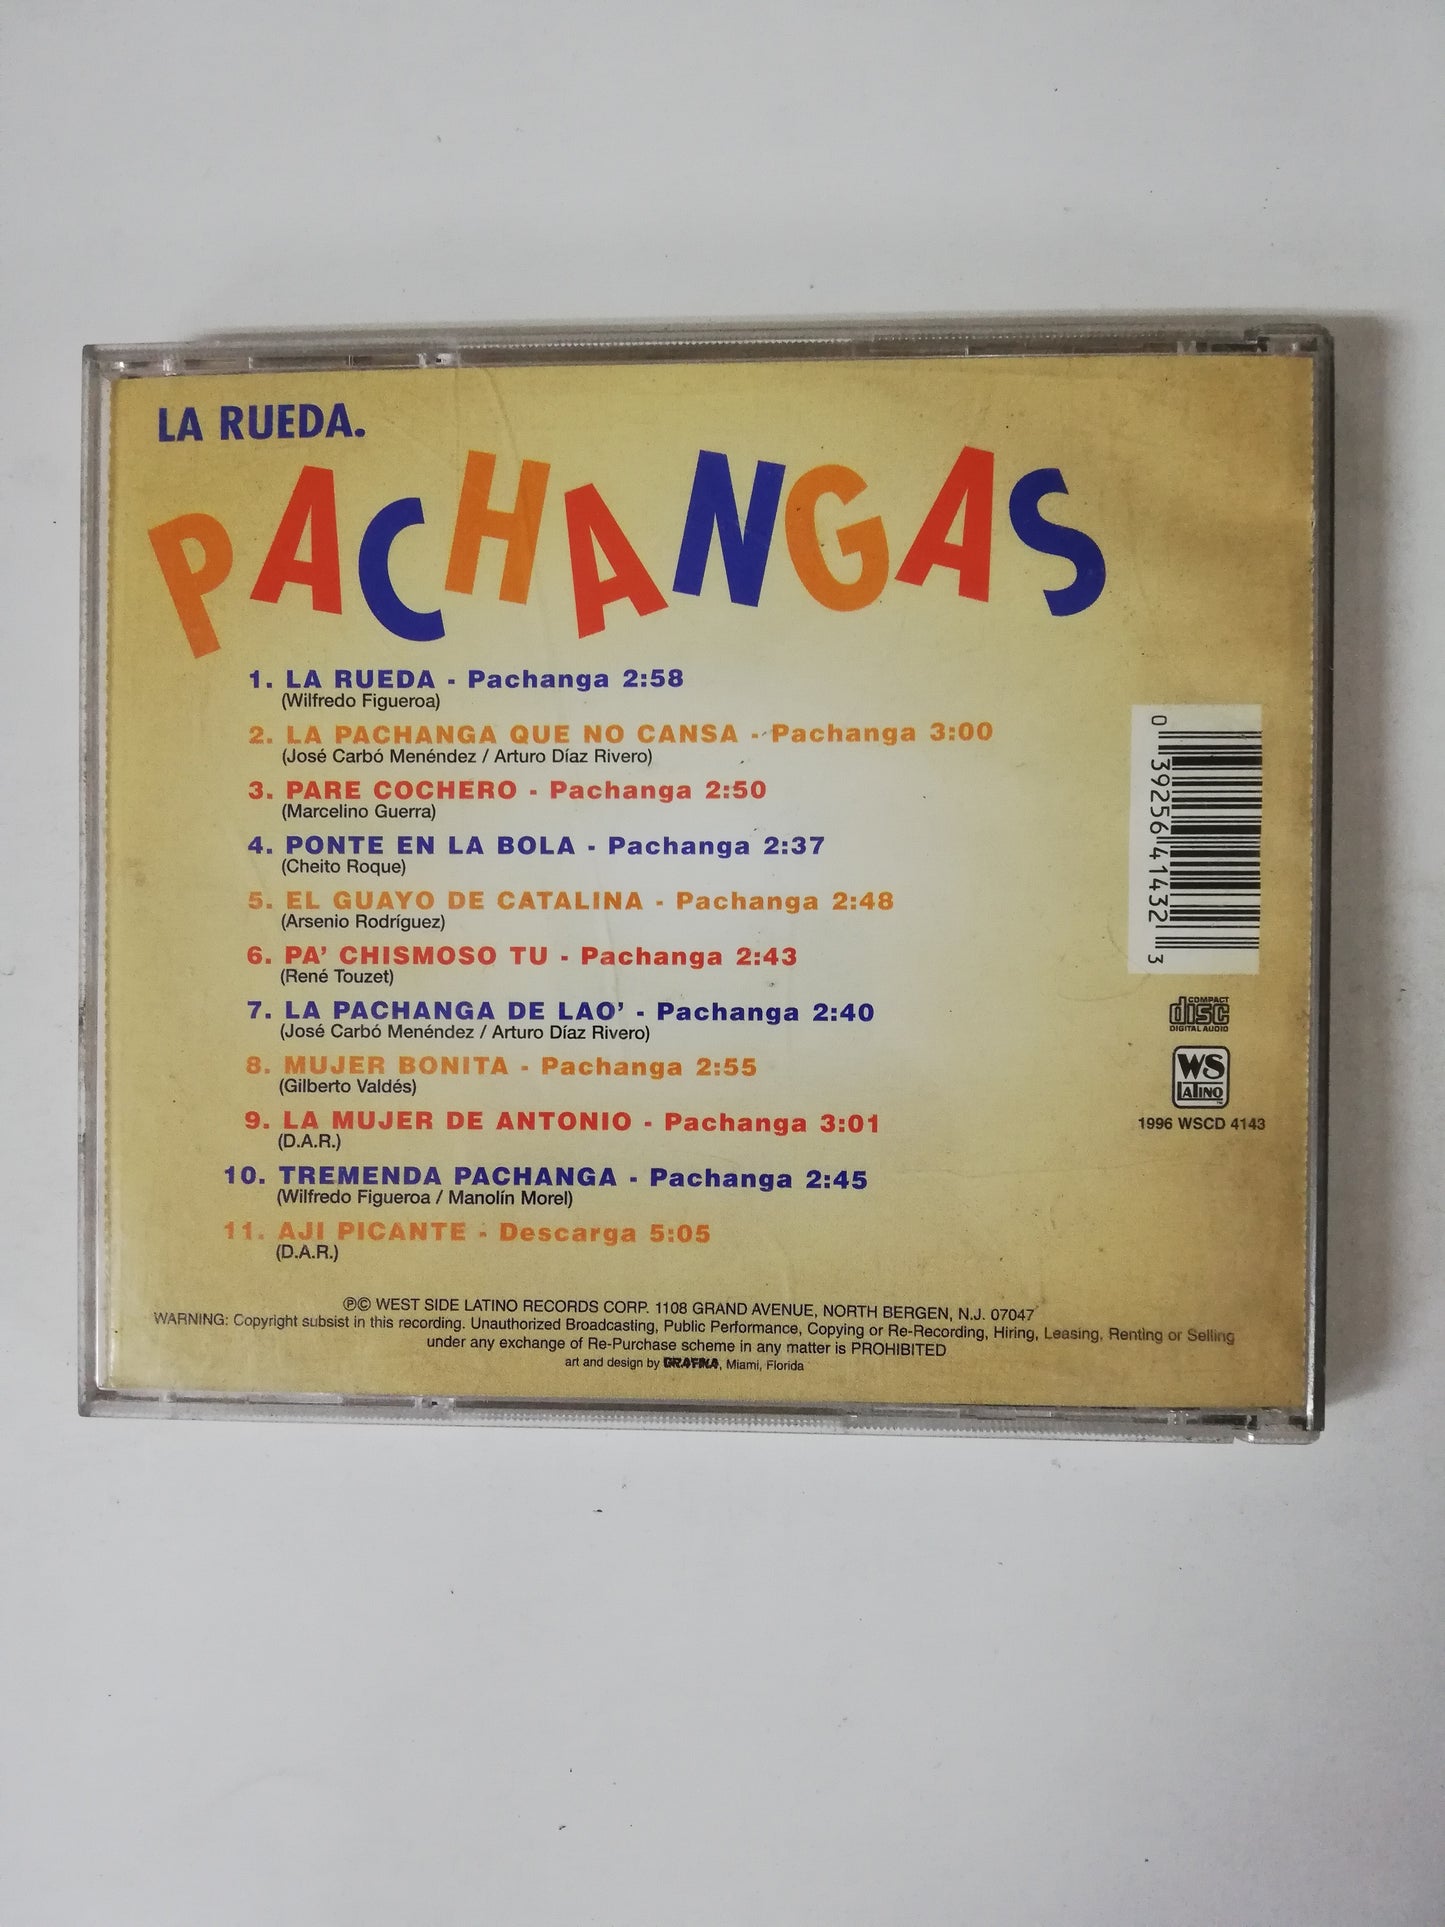 LA RUEDA.
PACHANGAS
1. LA RUEDA - Pachanga 2:58
(Wilfredo Figueroa)
2. LA PACHANGA QUE NO CANSA - Pachanga 3:00
(José Carbó Menéndez / Arturo Díaz Rivero)
3. PARE COCHERO - Pachanga 2:50
(Marcelino Guerra)
4. PONTE EN LA BOLA - Pachanga 2:37
(Cheito Roque)
5. EL GUAYO DE CATALINA - Pachanga 2:48
(Arsenio Rodríguez)
6. PA' CHISMOSO TU - Pachanga 2:43
(René Touzet)
7. LA PACHANGA DE LAO' - Pachanga 2:40
(José Carbó Menéndez / Arturo Díaz Rivero)
8. MUJER BONITA - Pachanga 2:55
(Gilberto Valdés)
9. LA MUJER DE ANTONIO - Pachanga 3:01
(D.A.R.)
10. TREMENDA PACHANGA - Pachanga 2:45
(Wilfredo Figueroa / Manolín Morel)
11. AJI PICANTE - Descarga 5:05
(D.A.R.)
0 39256 41432 3
COMPACT
disc
DIGITAL AUDIO
WS
LATINO
1996 WSCD 4143
℗© WEST SIDE LATINO RECORDS CORP. 1108 GRAND AVENUE, NORTH BERGEN, N.J. 07047
WARNING: Copyright subsist in this recording. Unauthorized Broadcasting, Public Performance, Copying or Re-Recording, Hiring, Leasing, Renting or Selling
under any exchange of Re-Purchase scheme in any matter is PROHIBITED
art and design by GRAFIKA, Miami, Florida